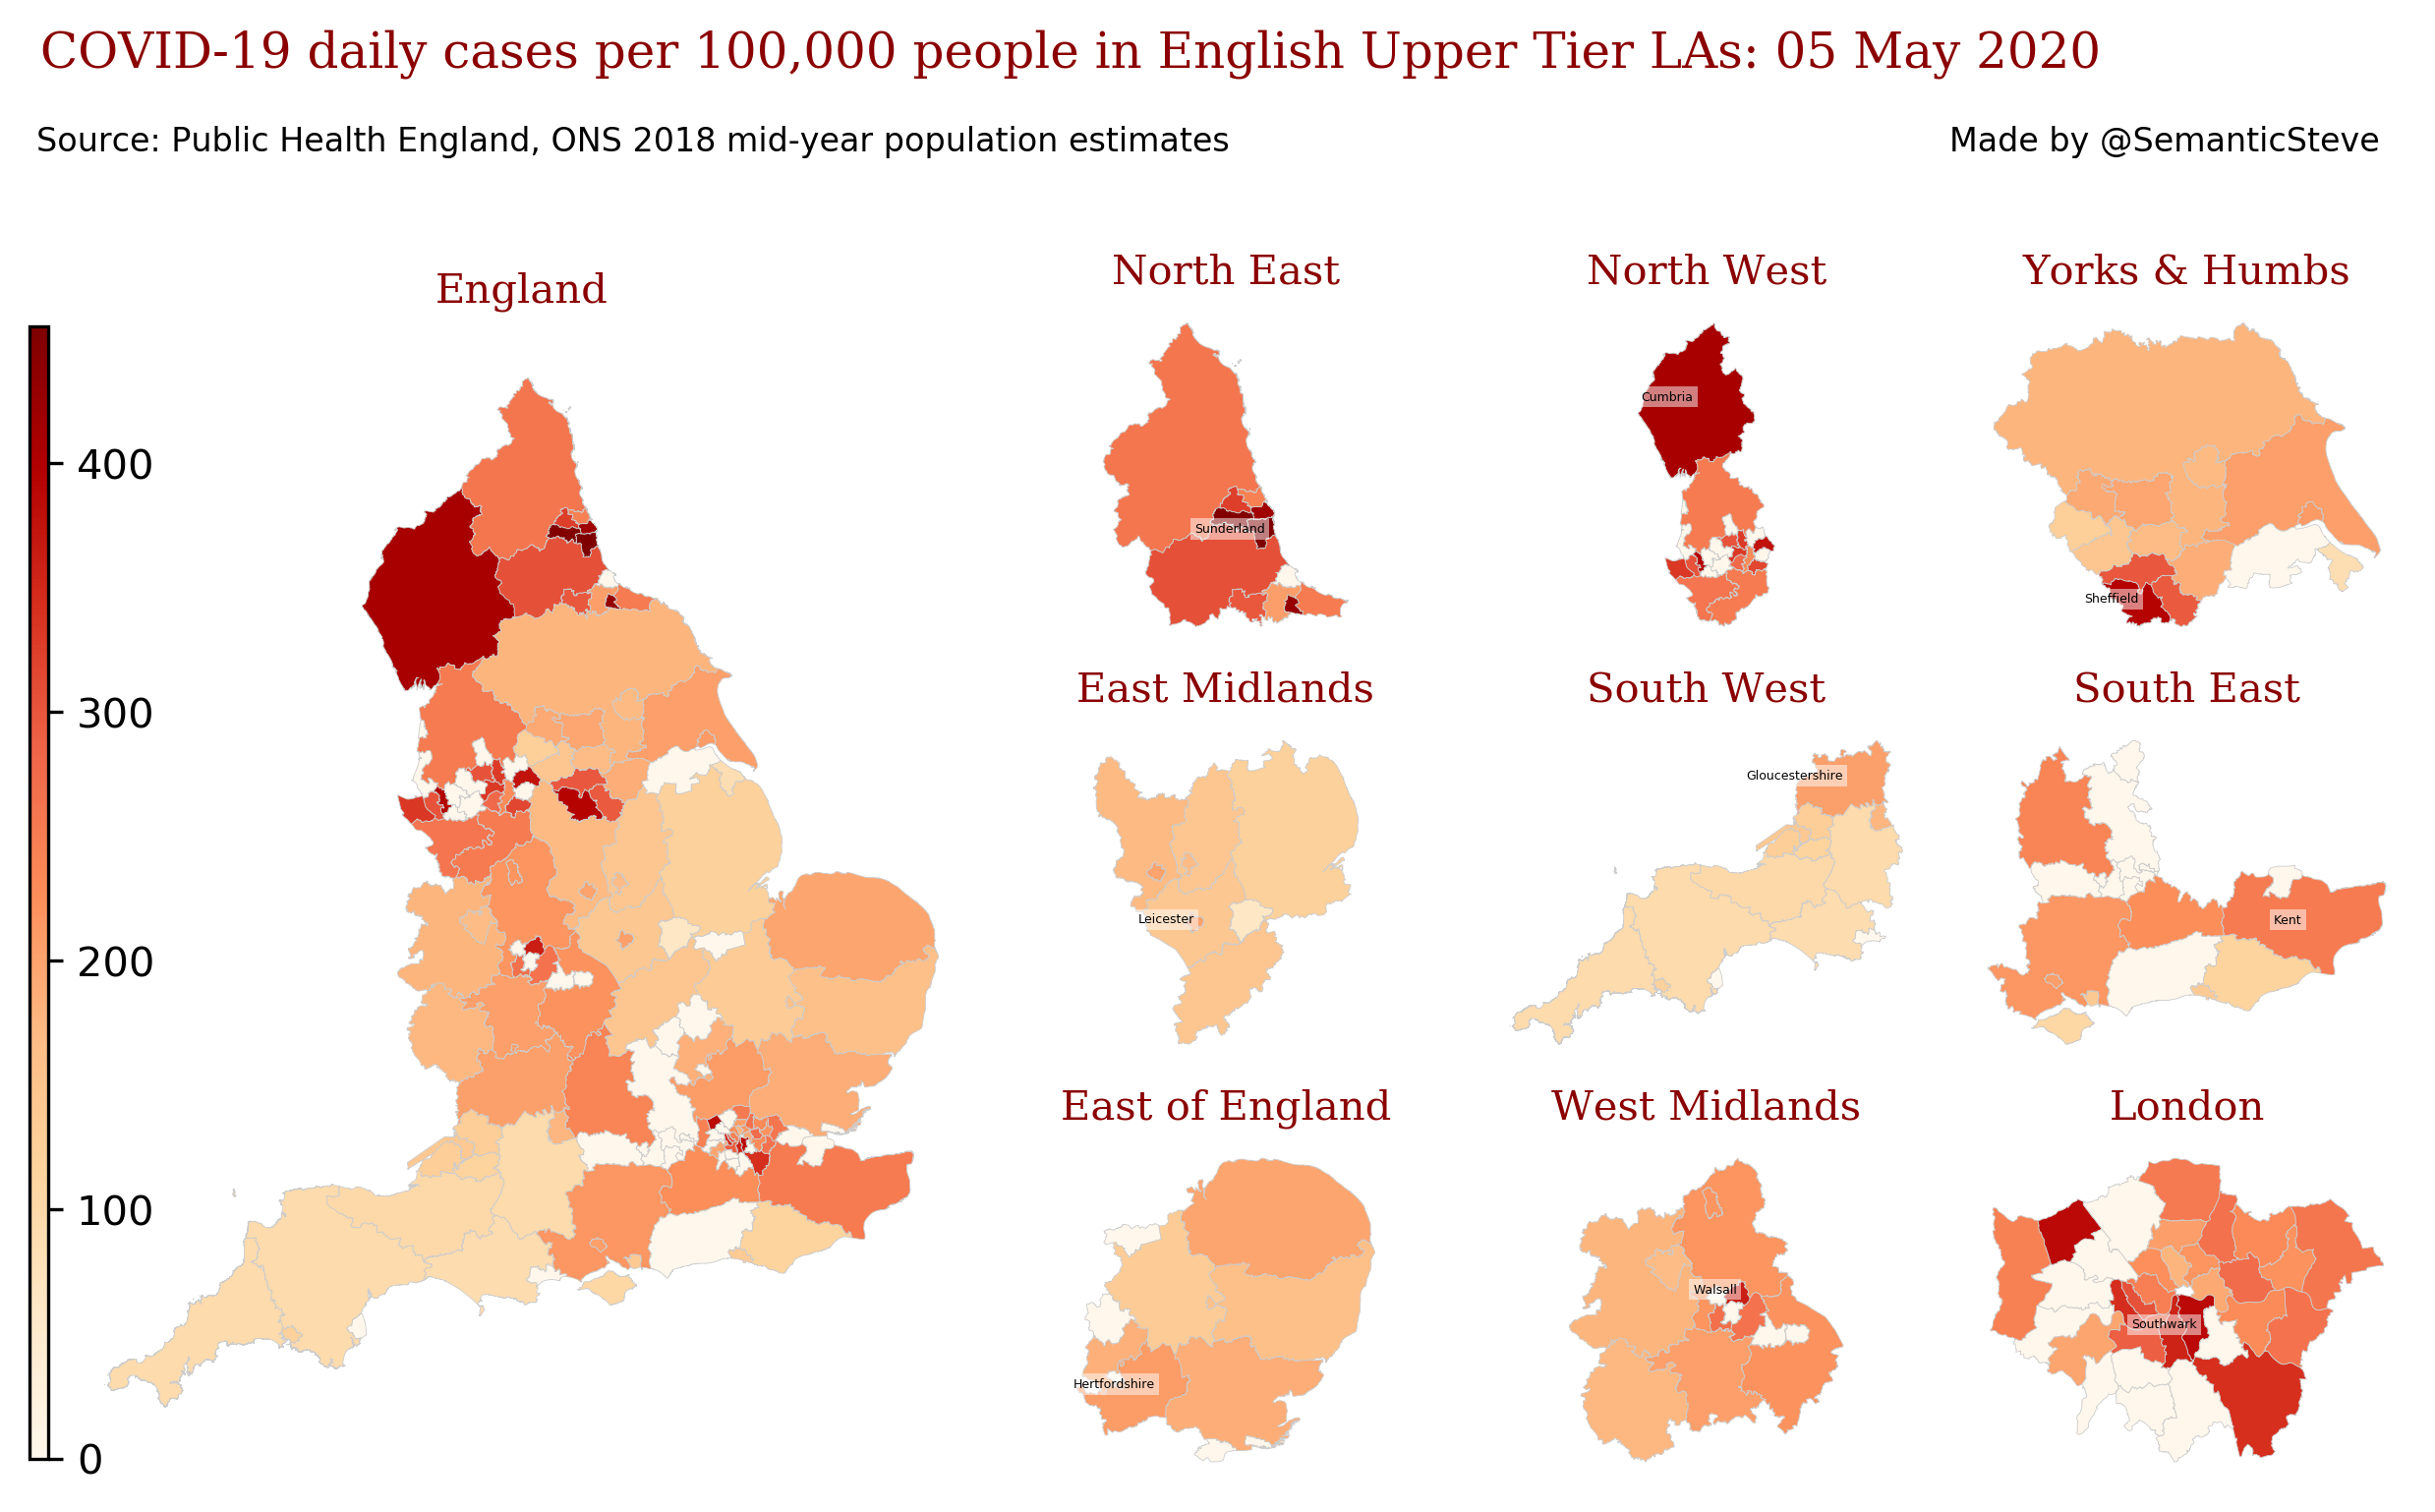 COVID-19 daily cases per 100,000 people in English Upper Tier LAs: 05 May 2020
Source: Public Health England, ONS 2018 mid-year population estimates
Made by @SemanticSteve
England
400
300
200
100
0
North East
Sunderland
North West
Cumbria
Yorks & Humbs
Sheffield
East Midlands
Leicester
South West
Gloucestershire
South East
Kent
East of England
Hertfordshire
West Midlands
Walsall
London
Southwark